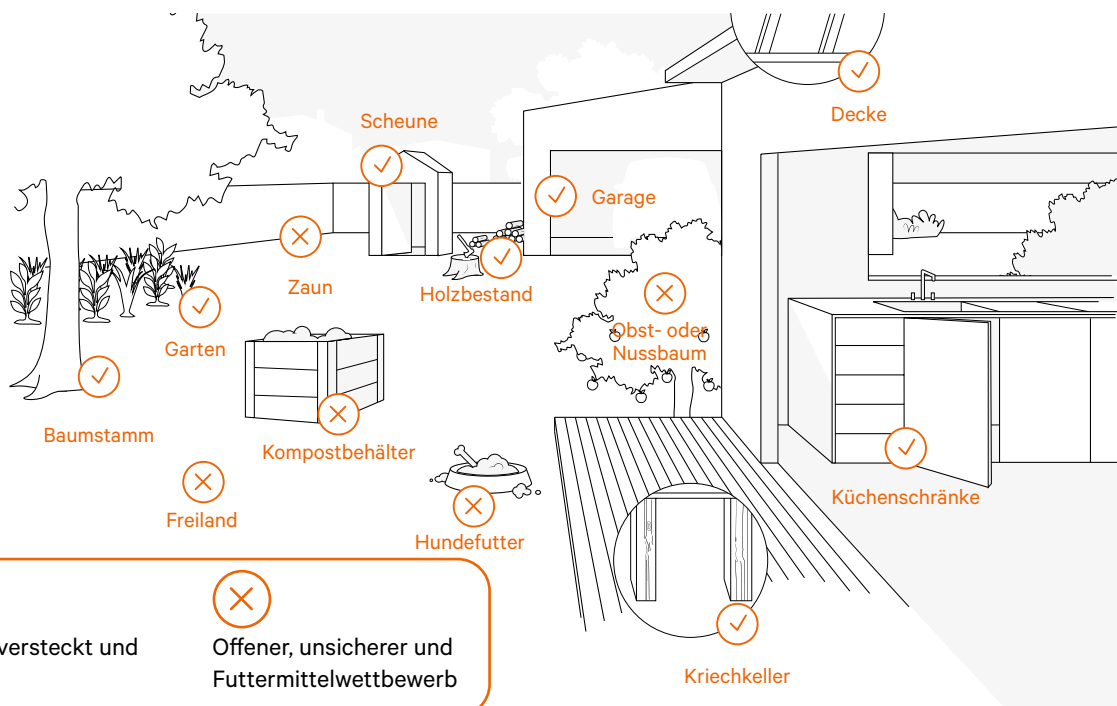 Decke
Scheune
Garage
Zaun
Holzbestand
Obst- oder
Nussbaum
Garten
Baumstamm
Kompostbehälter
Küchenschränke
Freiland
Hundefutter
versteckt und
Offener, unsicherer und
Futtermittelwettbewerb
Kriechkeller